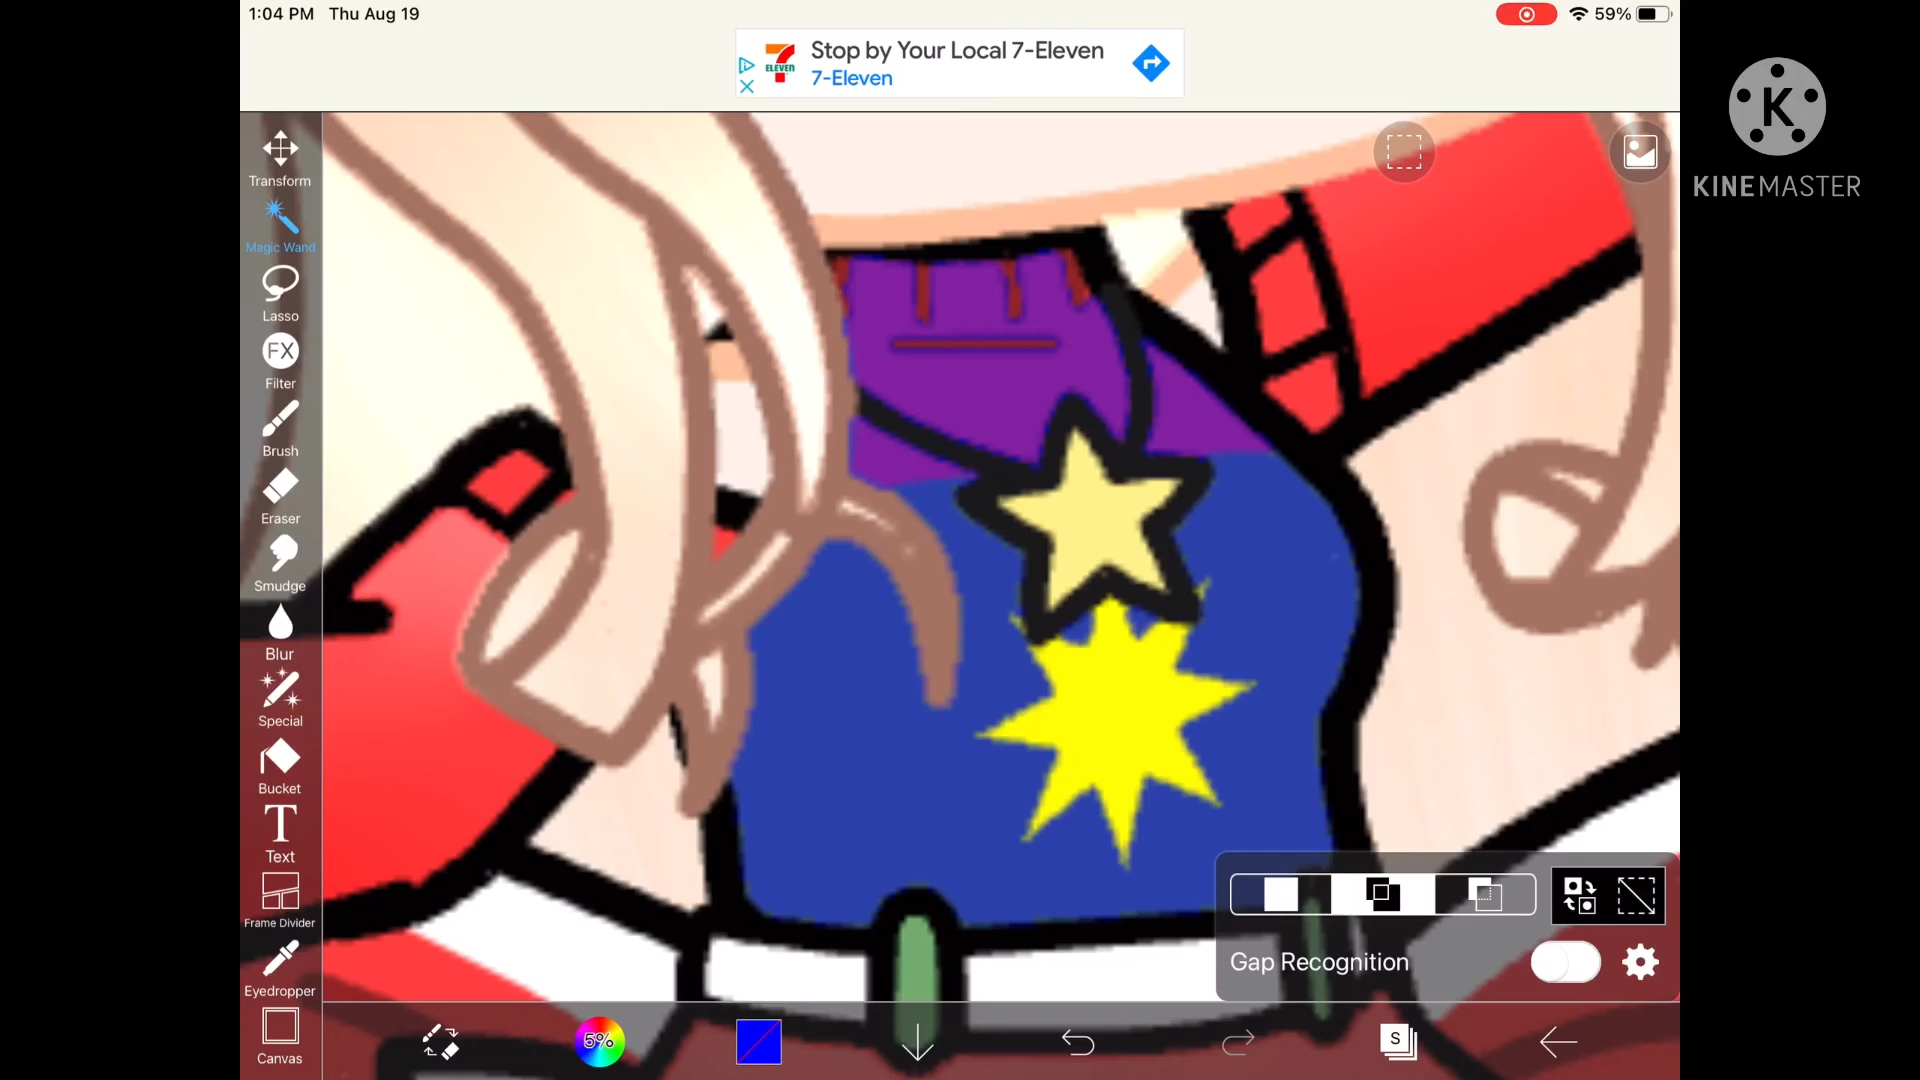 1:04 PM Thu Aug 19
59%
Stop by Your Local 7-Eleven
7-Eleven
7 ELEVEN
K
KINEMASTER
Transform
Magic Wand
Lasso
FX
Filter
Brush
Eraser
Smudge
Blur
Special
Bucket
T
Text
Frame Divider
Eyedropper
Canvas
Gap Recognition
5%
S